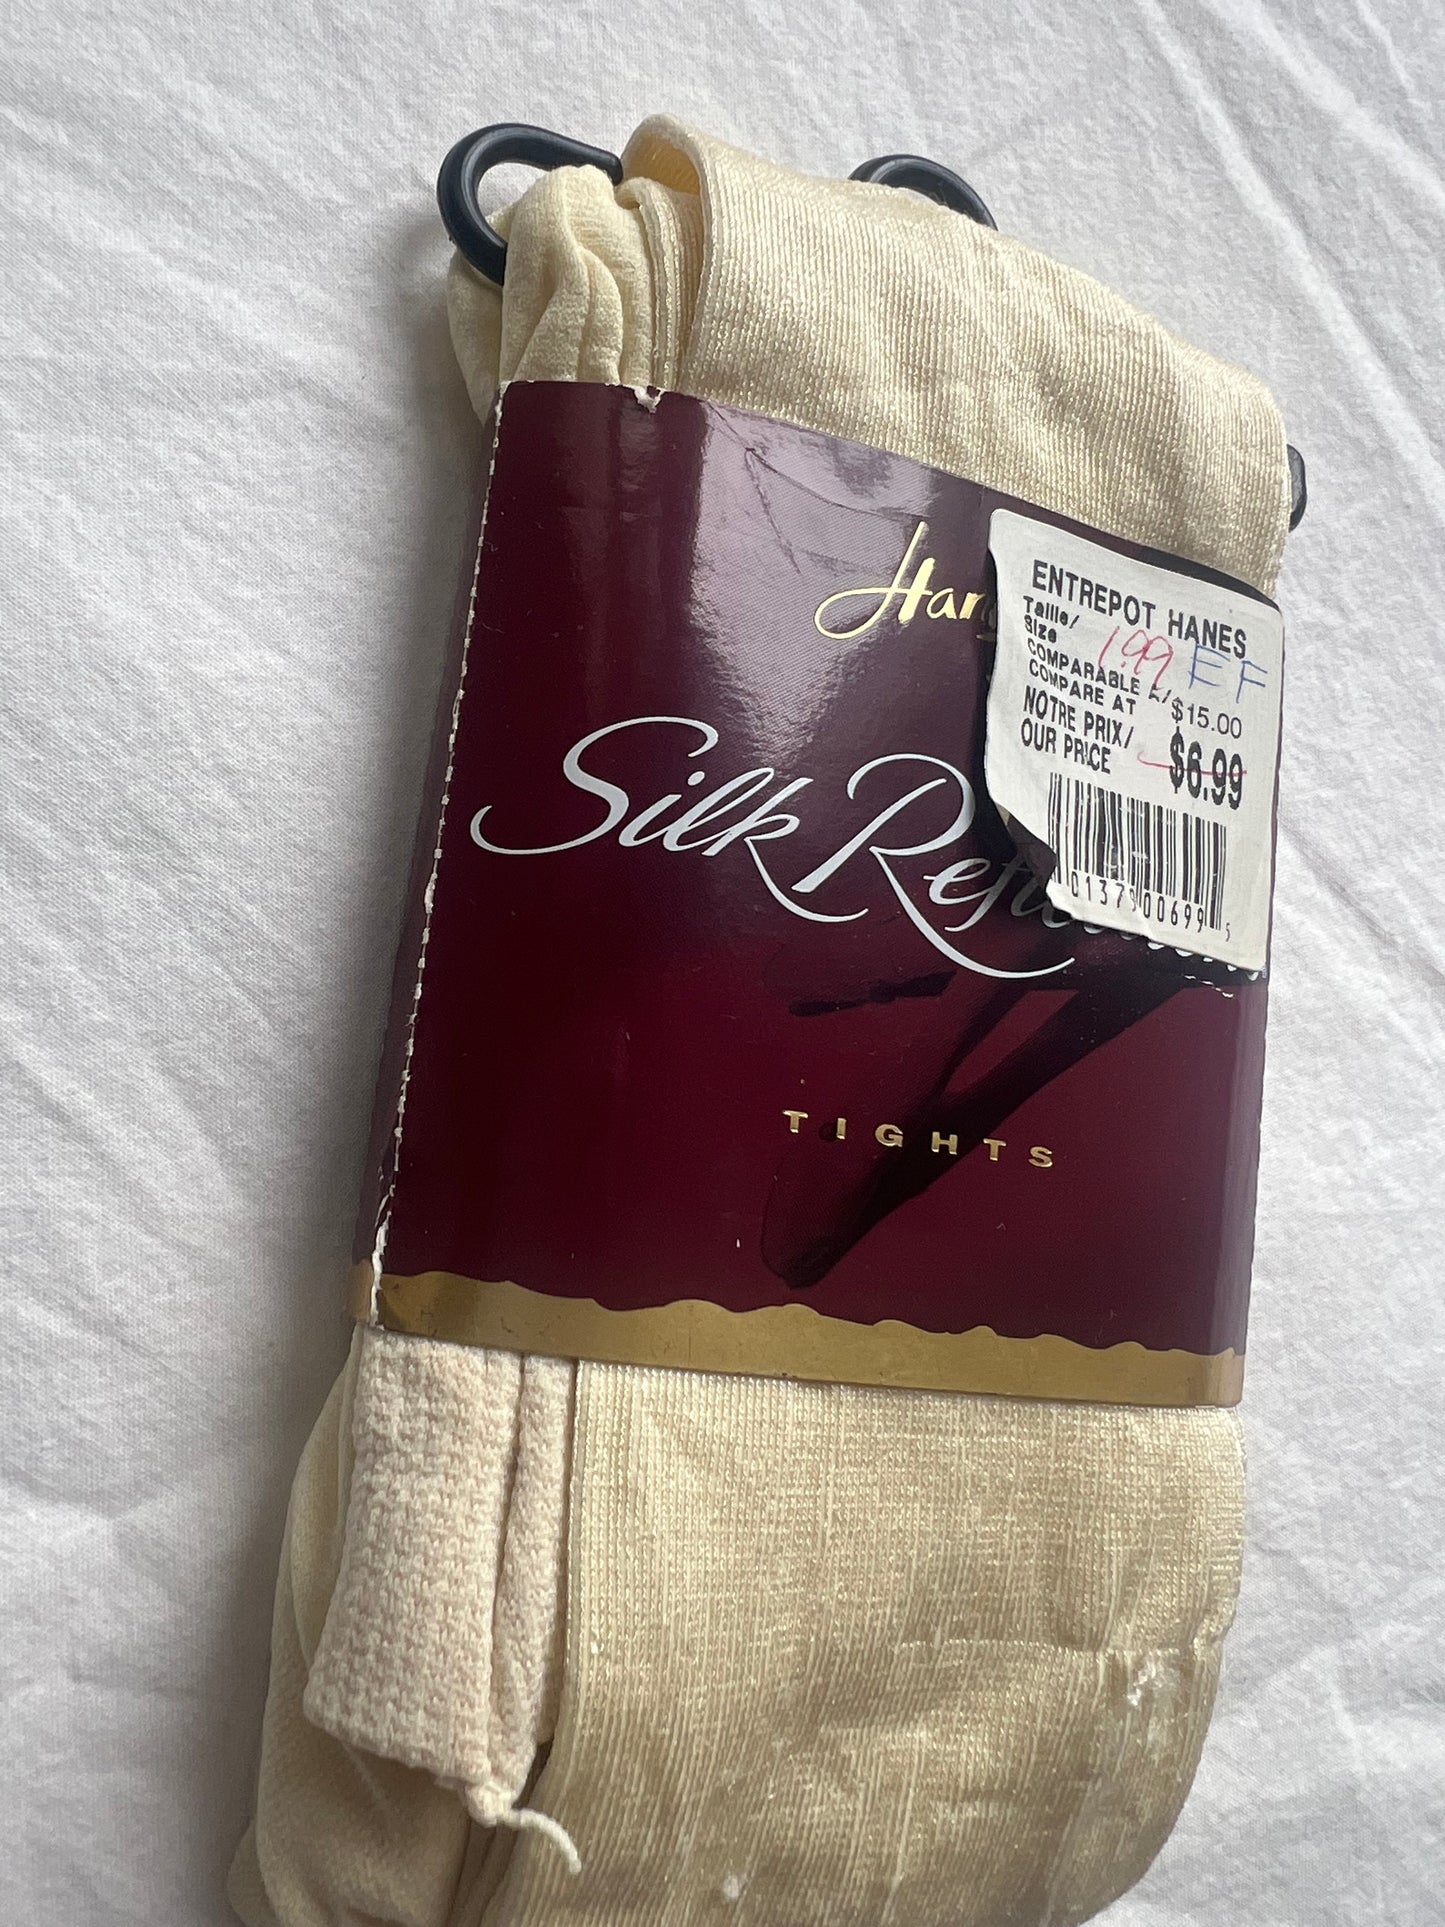 ENTREPOT HANES
Taille/
Size
1.99 E F
COMPARABLE A/
COMPARE AT $15.00
NOTRE PRIX/
OUR PRICE $6.99
Silk
TIGHTS